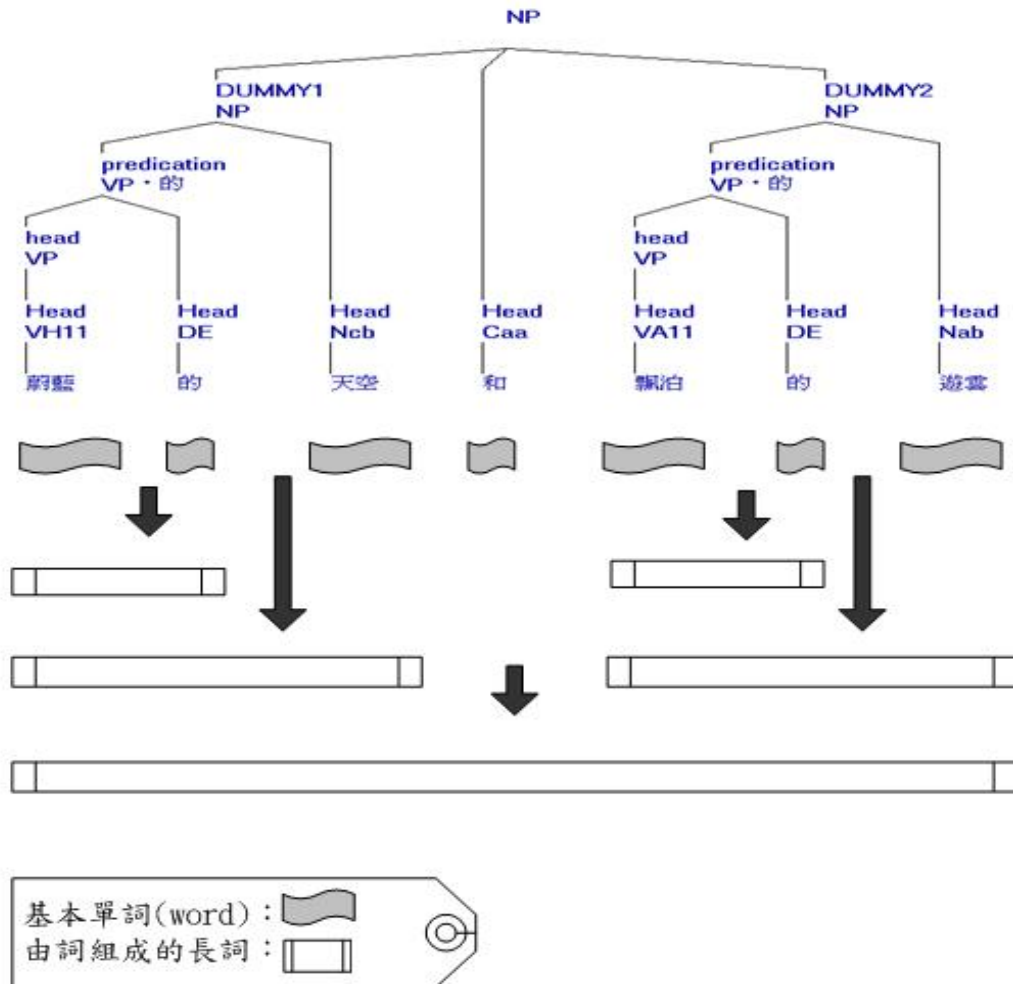 NP
DUMMY1 DUMMY2
NP NP
predication predication
VP・的 VP・的
head head
VP VP
Head Head Head Head Head Head Head
VH11 DE Ncb Caa VA11 DE Nab
蔚藍 的 天空 和 飄泊 的 遊雲
基本單詞(word)：
由詞組成的長詞：